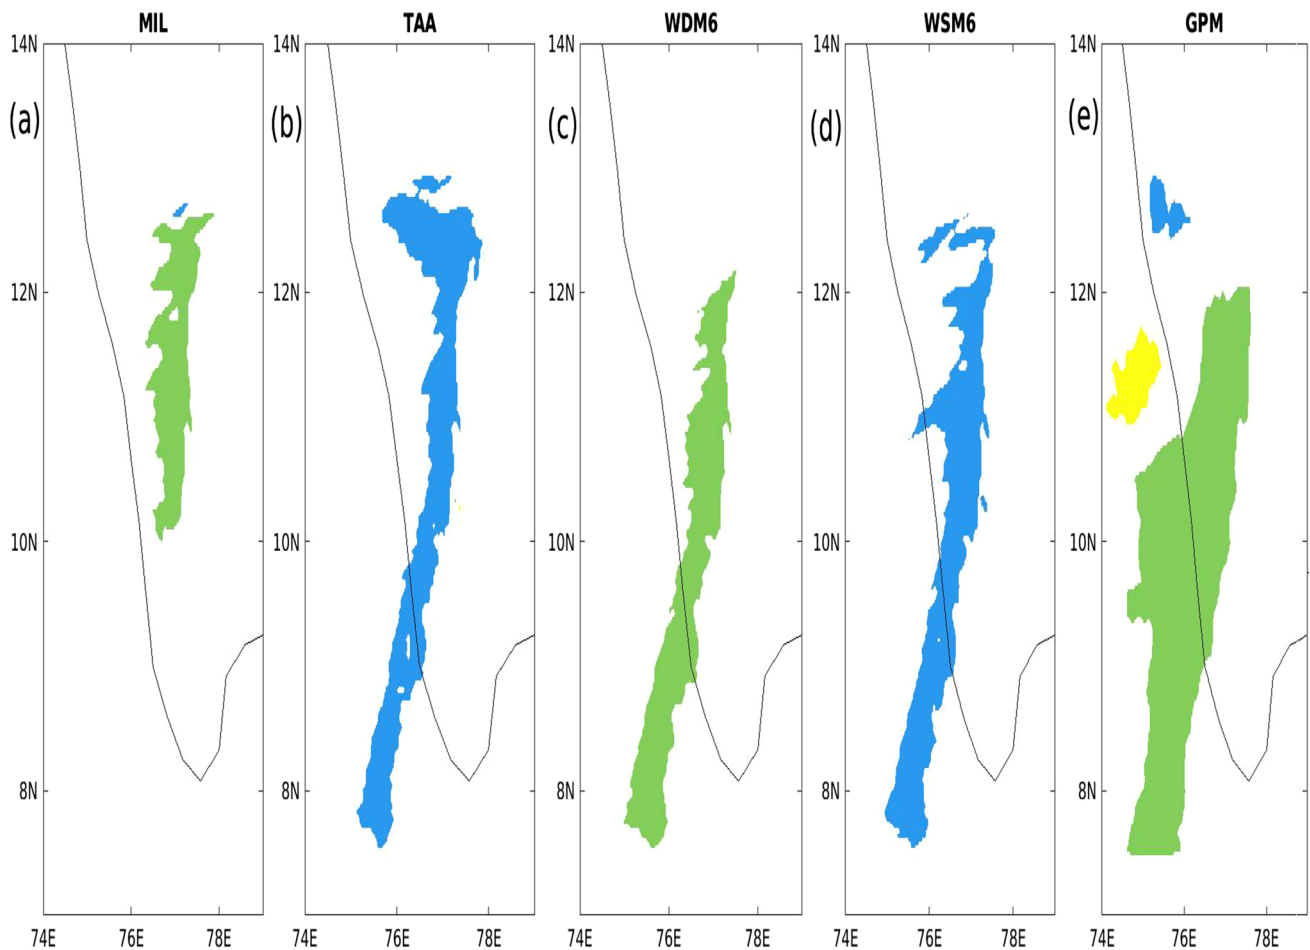 MIL TAA WDM6 WSM6 GPM
14N 14N 14N 14N 14N
(a) (b) (c) (d) (e)
12N 12N 12N 12N 12N
10N 10N 10N 10N 10N
8N 8N 8N 8N 8N
74E 76E 78E 74E 76E 78E 74E 76E 78E 74E 76E 78E 74E 76E 78E